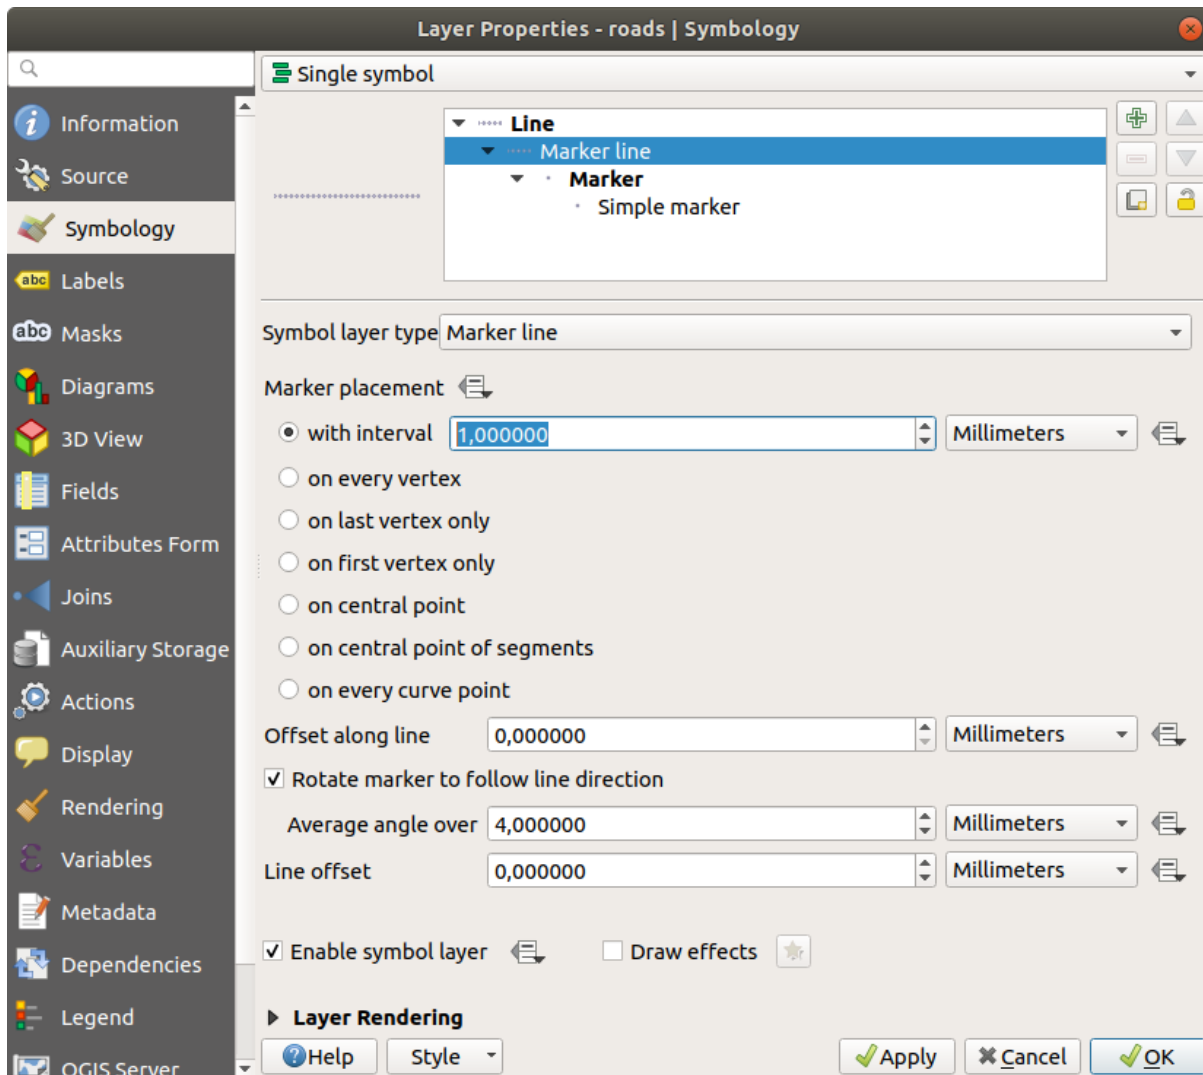 Layer Properties - roads | Symbology
Single symbol
Information
Source
Symbology
Labels
Masks
Diagrams
3D View
Fields
Attributes Form
Joins
Auxiliary Storage
Actions
Display
Rendering
Variables
Metadata
Dependencies
Legend
QGIS Server
Line
Marker line
Marker
Simple marker
Symbol layer type Marker line
Marker placement
with interval 1,000000 Millimeters
on every vertex
on last vertex only
on first vertex only
on central point
on central point of segments
on every curve point
Offset along line 0,000000 Millimeters
Rotate marker to follow line direction
Average angle over 4,000000 Millimeters
Line offset 0,000000 Millimeters
Enable symbol layer Draw effects
Layer Rendering
Help Style Apply Cancel OK